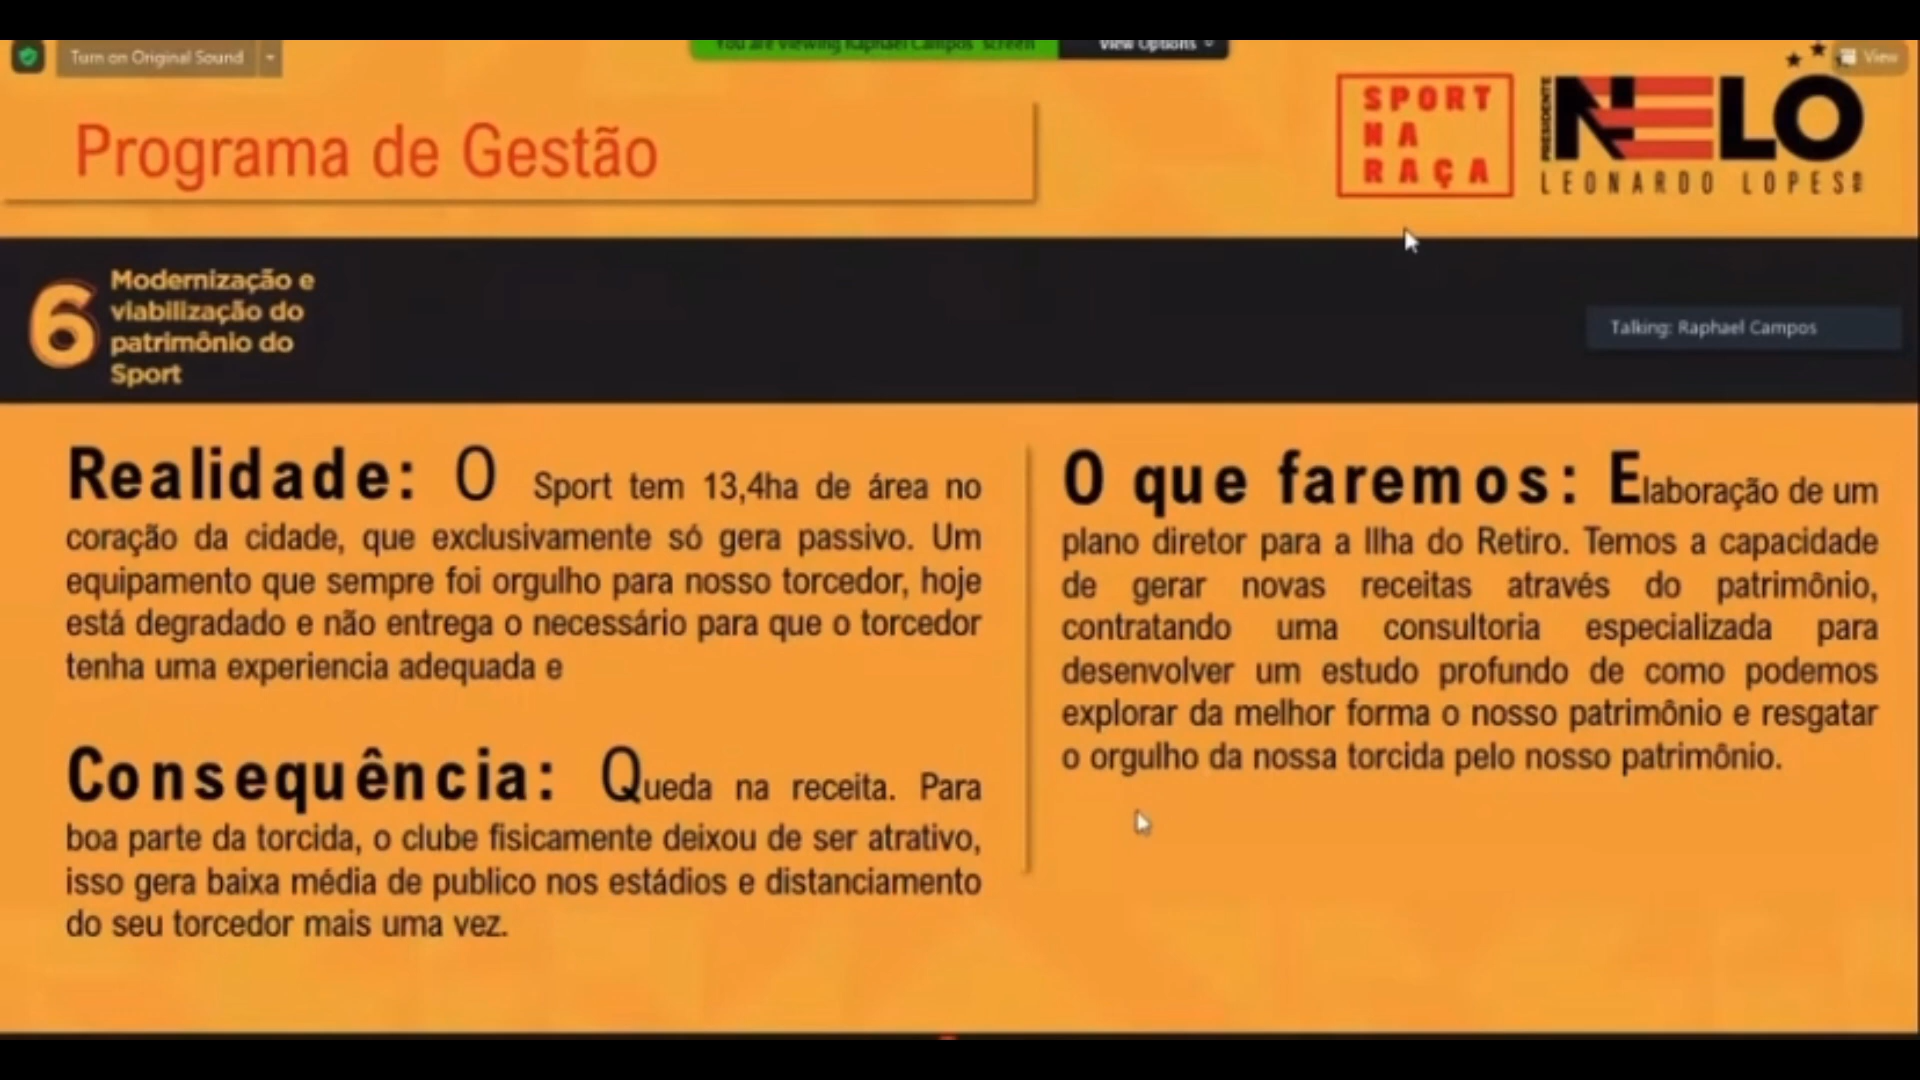 Turn on Original Sound
You are viewing Raphael Campos' screen
View Options
View
Programa de Gestão
SPORT
NA
RAÇA
PRESIDENTE
NELO
LEONARDO LOPES
6
Modernização e
viabilização do
patrimônio do
Sport
Talking: Raphael Campos
Realidade: O Sport tem 13,4ha de área no
coração da cidade, que exclusivamente só gera passivo. Um
equipamento que sempre foi orgulho para nosso torcedor, hoje
está degradado e não entrega o necessário para que o torcedor
tenha uma experiencia adequada e
Consequência: Queda na receita. Para
boa parte da torcida, o clube fisicamente deixou de ser atrativo,
isso gera baixa média de publico nos estádios e distanciamento
do seu torcedor mais uma vez.
O que faremos: Elaboração de um
plano diretor para a Ilha do Retiro. Temos a capacidade
de gerar novas receitas através do patrimônio,
contratando uma consultoria especializada para
desenvolver um estudo profundo de como podemos
explorar da melhor forma o nosso patrimônio e resgatar
o orgulho da nossa torcida pelo nosso patrimônio.